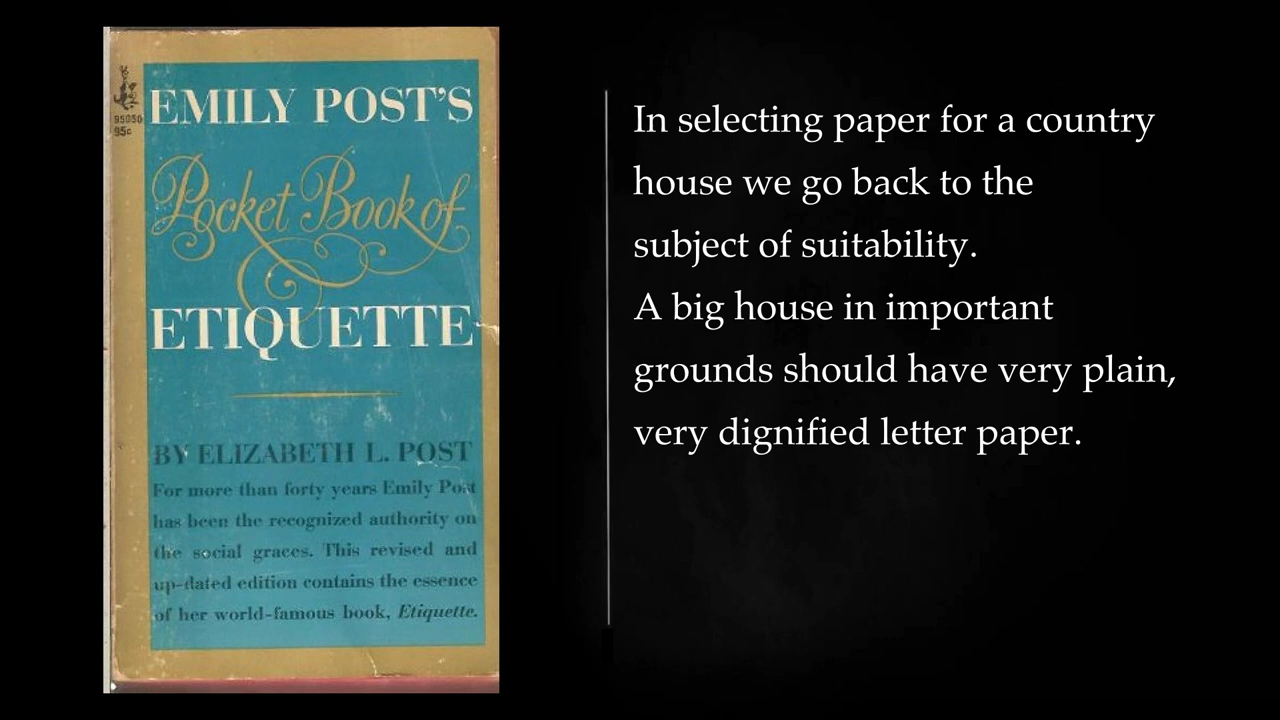 EMILY POST'S
Pocket Book of
ETIQUETTE
95050
95c
BY ELIZABETH L. POST
For more than forty years Emily Post
has been the recognized authority on
the social graces. This revised and
up-dated edition contains the essence
of her world-famous book, Etiquette.
In selecting paper for a country
house we go back to the
subject of suitability.
A big house in important
grounds should have very plain,
very dignified letter paper.